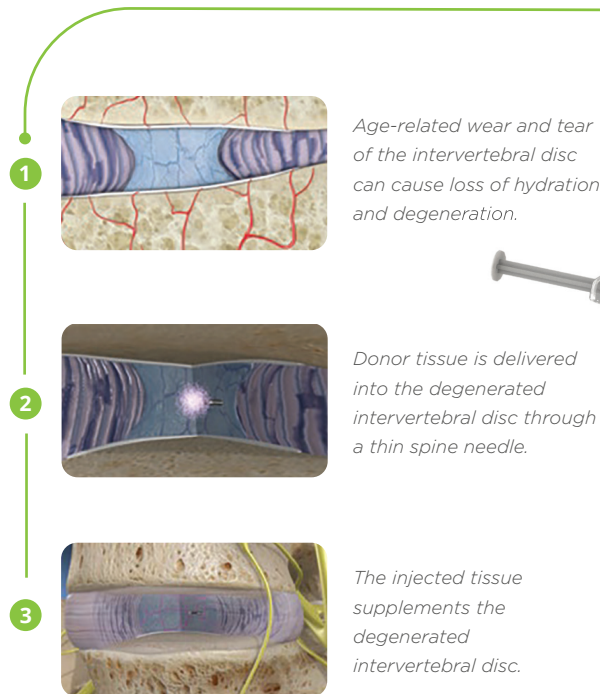 1
Age-related wear and tear
of the intervertebral disc
can cause loss of hydration
and degeneration.
2
Donor tissue is delivered
into the degenerated
intervertebral disc through
a thin spine needle.
3
The injected tissue
supplements the
degenerated
intervertebral disc.